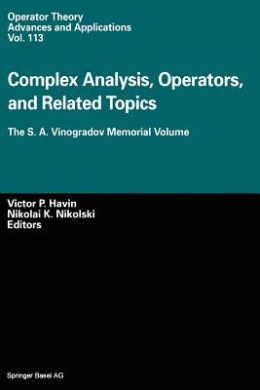 Operator Theory
Advances and Applications
Vol. 113
Complex Analysis, Operators,
and Related Topics
The S. A. Vinogradov Memorial Volume
Victor P. Havin
Nikolai K. Nikolski
Editors
Springer Basel AG